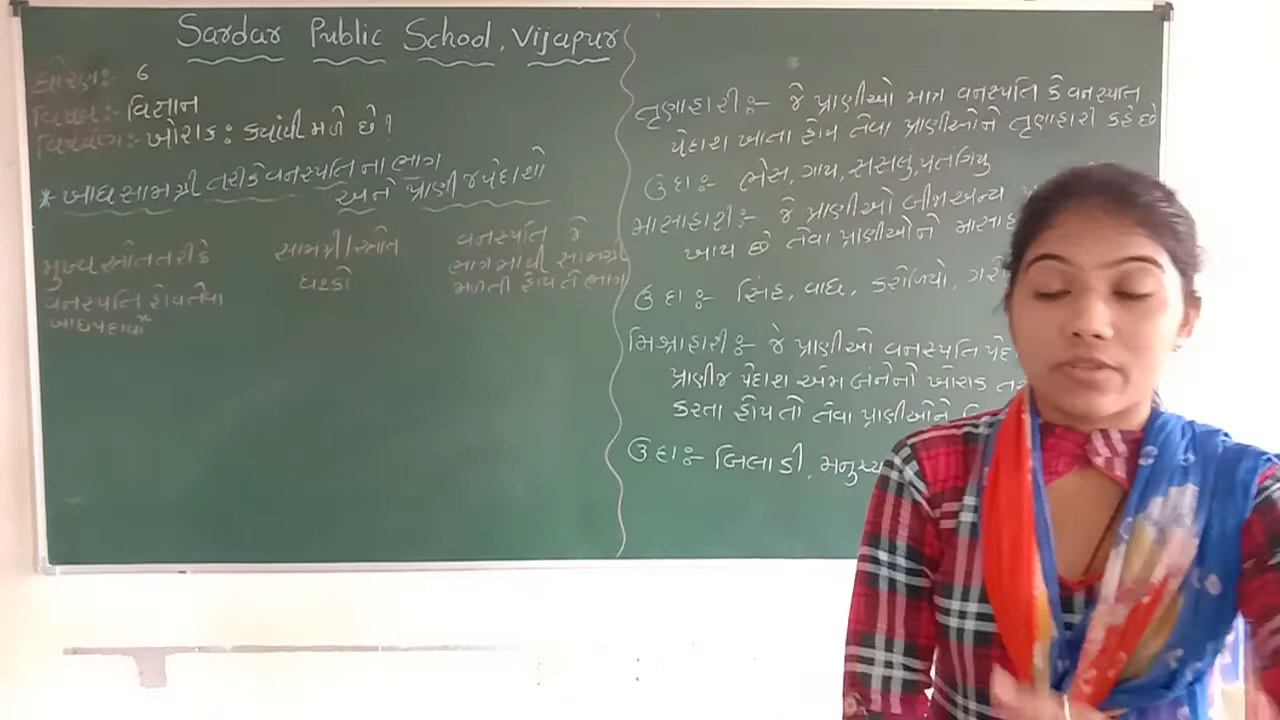 Sardar Public School, Vijapur
ધોરણ:- 6
વિષય:- વિજ્ઞાન
વિષયાંગ:- ખોરાક: ક્યાંથી મળે છે?
* ખાદ્યસામગ્રી તરીકે વનસ્પતિના ભાગ
અને પ્રાણીજ પેદાશો
મુખ્ય સ્ત્રોત તરીકે
વનસ્પતિ હોય તેવા
ખાદ્યપદાર્થો
સામગ્રી/સ્ત્રોત
ઘટકો
વનસ્પતિ જે
ભાગમાંથી સામગ્રી
મળતી હોય તે ભાગ
તૃણાહારી:- જે પ્રાણીઓ માત્ર વનસ્પતિ કે વનસ્પતિ
પેદાશ ખાતા હોય તેવા પ્રાણીઓને તૃણાહારી કહે છે
ઉદા:- ભેંસ, ગાય, સસલું, પતંગિયું
માંસાહારી:- જે પ્રાણીઓ બીજા અન્ય
ખાય છે તેવા પ્રાણીઓને
ઉદા:- સિંહ, વાઘ, કરોળિયો,
મિશ્રાહારી:- જે પ્રાણીઓ વનસ્પતિ
પ્રાણીજ પેદાશ એમ બંનેનો ખોરાક
કરતા હોય તો તેવા પ્રાણીઓને
ઉદા:- બિલાડી, મનુષ્ય